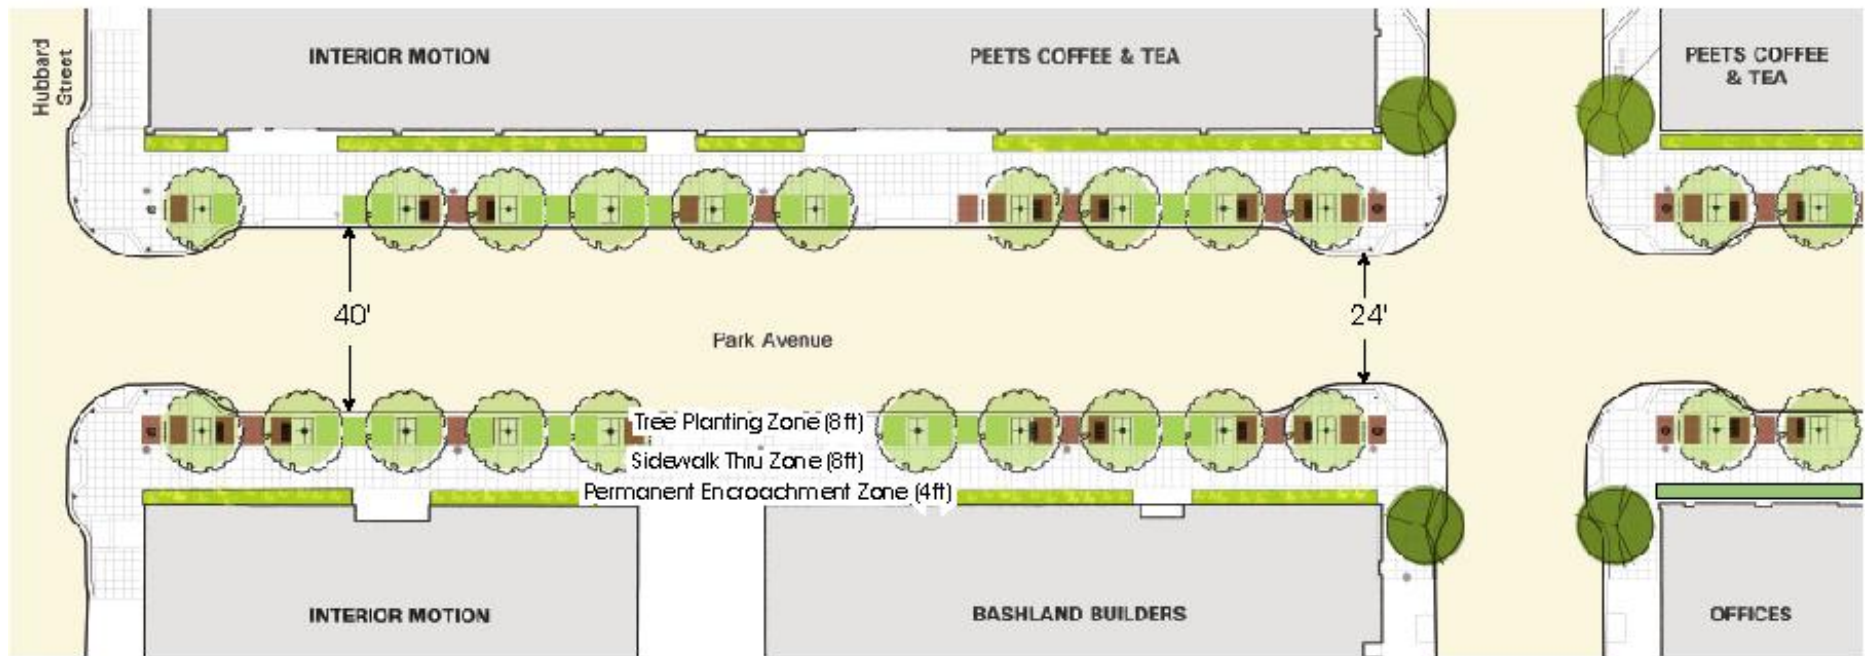 Hubbard
Street
INTERIOR MOTION
PEETS COFFEE & TEA
PEETS COFFEE
& TEA
40'
24'
Park Avenue
Tree Planting Zone (8ft)
Sidewalk Thru Zone (8ft)
Permanent Encroachment Zone (4ft)
INTERIOR MOTION
BASHLAND BUILDERS
OFFICES